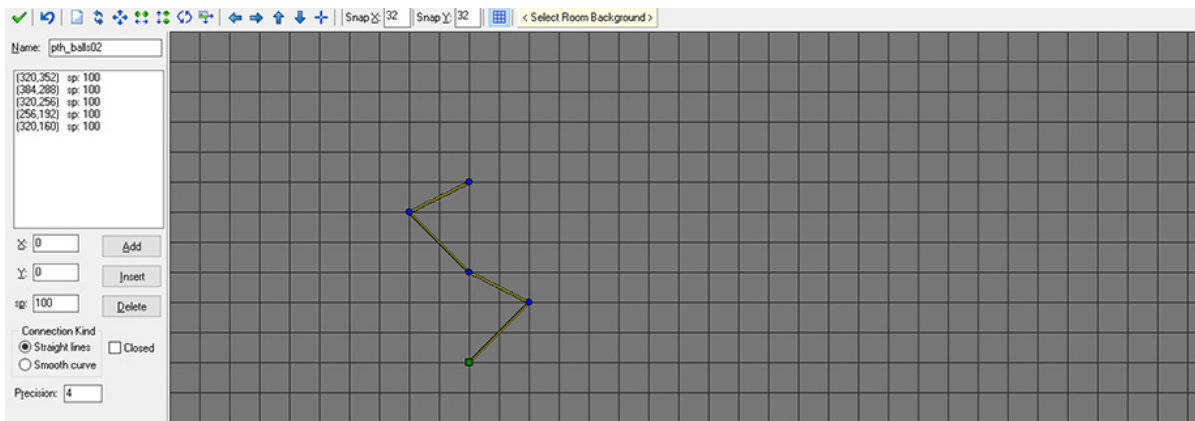 Snap X: 32 Snap Y: 32 < Select Room Background >
Name: pth_balls02
(320,352) sp: 100
(384,288) sp: 100
(320,256) sp: 100
(256,192) sp: 100
(320,160) sp: 100
X: 0 Add
Y: 0 Insert
sp: 100 Delete
Connection Kind
Straight lines Closed
Smooth curve
Precision: 4